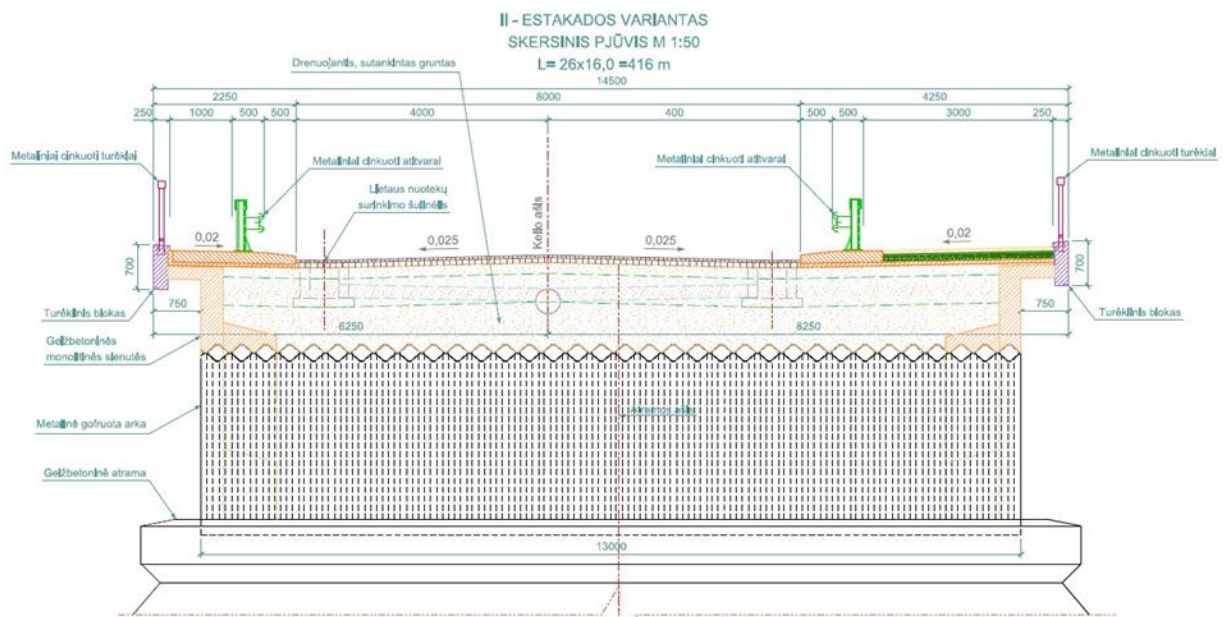 II - ESTAKADOS VARIANTAS
SKERSINIS PJŪVIS M 1:50
L= 26x16,0 =416 m
Drenuojantis, sutankintas gruntas
14500
2250
8000
4250
250
1000
500
500
4000
400
500
500
3000
250
Metaliniai cinkuoti turėklai
Metaliniai cinkuoti atitvarai
Metaliniai cinkuoti atitvarai
Metaliniai cinkuoti turėklai
Lietaus nuotekų
surinkimo šulinėlis
Kelio ašis
0,02
0,025
0,025
0,02
700
700
750
750
Turėklinis blokas
Turėklinis blokas
6250
8250
Gelžbetoninės
monolitinės sienutės
Metalinė gofruota arka
Atramos ašis
Gelžbetoninė atrama
13000